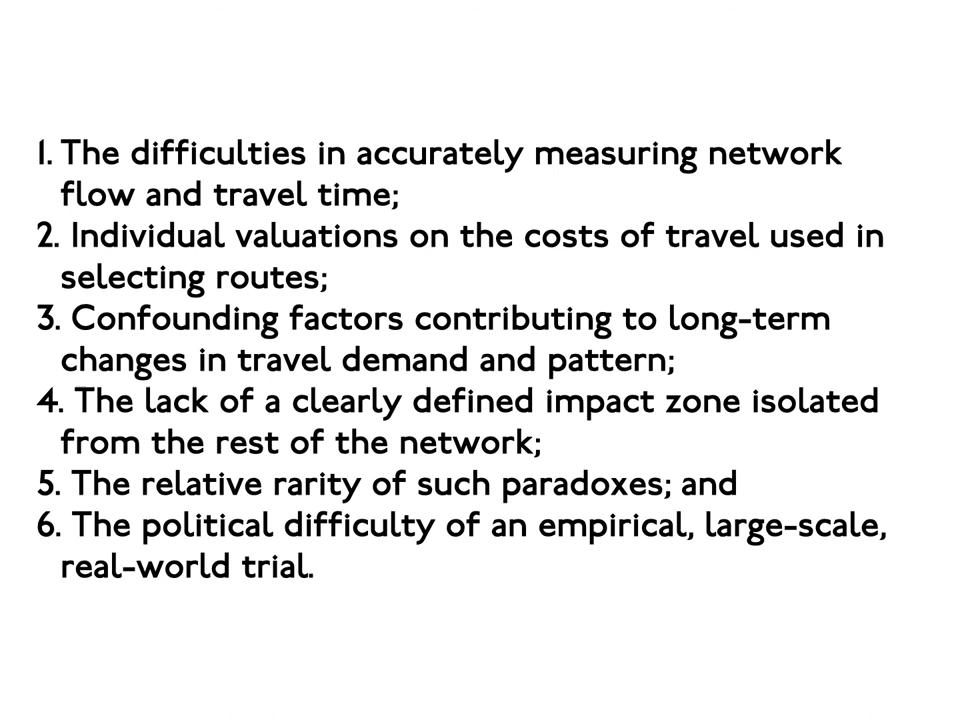 1. The difficulties in accurately measuring network
flow and travel time;
2. Individual valuations on the costs of travel used in
selecting routes;
3. Confounding factors contributing to long-term
changes in travel demand and pattern;
4. The lack of a clearly defined impact zone isolated
from the rest of the network;
5. The relative rarity of such paradoxes; and
6. The political difficulty of an empirical, large-scale,
real-world trial.